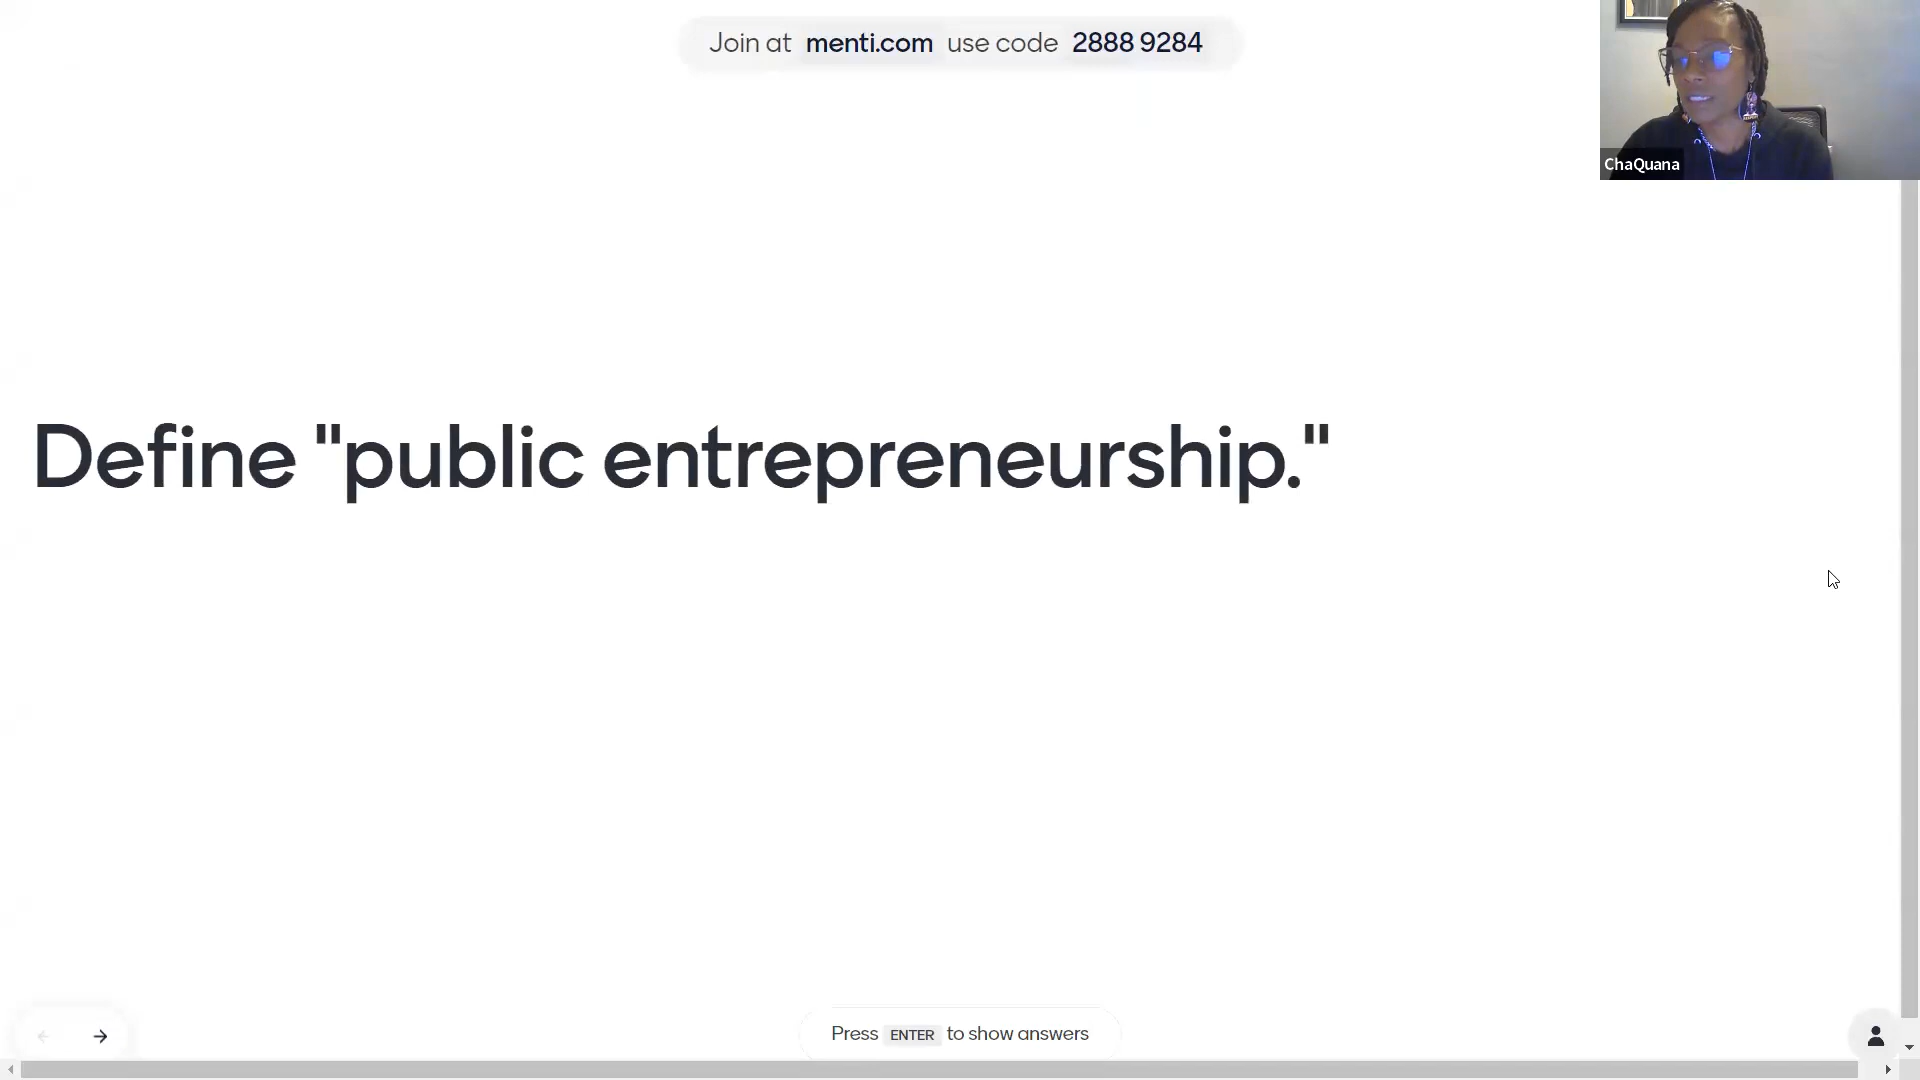 Join at menti.com use code 2888 9284
ChaQuana
Define "public entrepreneurship."
Press ENTER to show answers